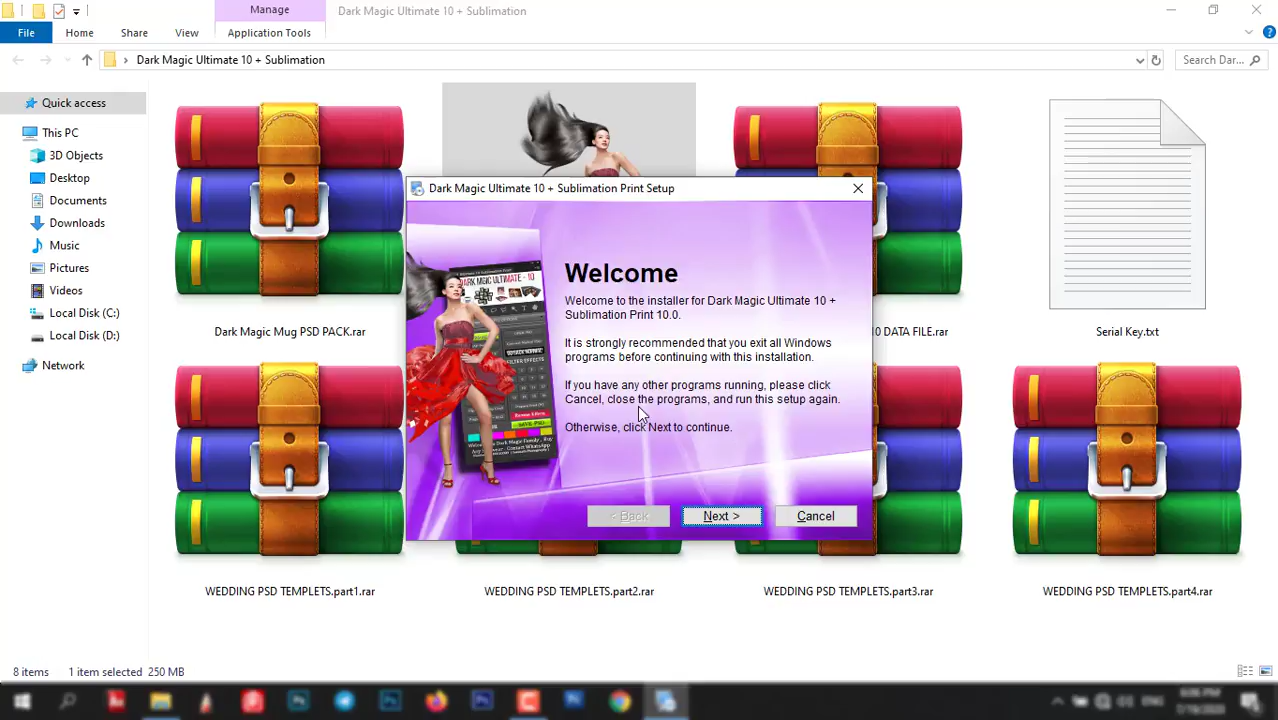 Manage
Dark Magic Ultimate 10 + Sublimation
File
Home
Share
View
Application Tools
Dark Magic Ultimate 10 + Sublimation
Search Dar...
Quick access
This PC
3D Objects
Desktop
Documents
Downloads
Music
Pictures
Videos
Local Disk (C:)
Local Disk (D:)
Network
Dark Magic Mug PSD PACK.rar
0 DATA FILE.rar
Serial Key.txt
Dark Magic Ultimate 10 + Sublimation Print Setup
DARK MGIC ULTIMATE - 10
Welcome
Welcome to the installer for Dark Magic Ultimate 10 +
Sublimation Print 10.0.
It is strongly recommended that you exit all Windows
programs before continuing with this installation.
If you have any other programs running, please click
Cancel, close the programs, and run this setup again.
Otherwise, click Next to continue.
< Back
Next >
Cancel
WEDDING PSD TEMPLETS.part1.rar
WEDDING PSD TEMPLETS.part2.rar
WEDDING PSD TEMPLETS.part3.rar
WEDDING PSD TEMPLETS.part4.rar
8 items
1 item selected
250 MB